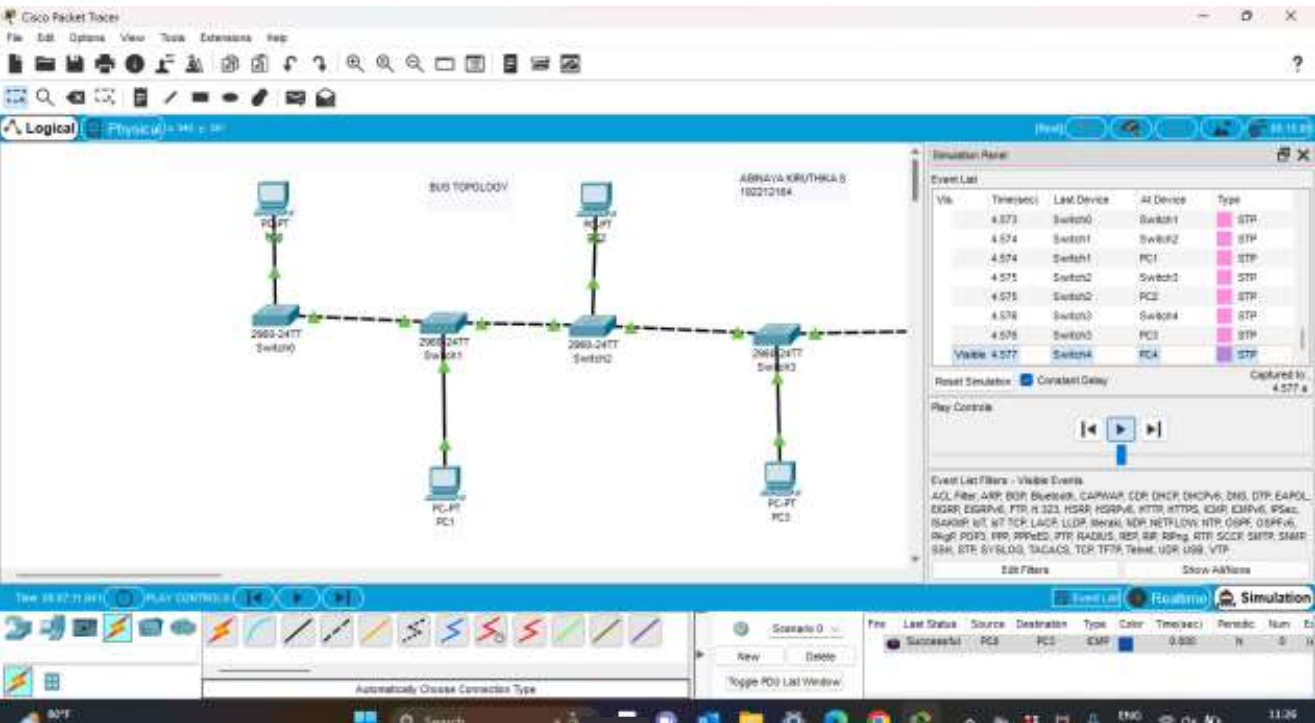 Cisco Packet Tracer
File Edit Options View Tools Extensions Help
?
Logical Physical
[Root]
BUS TOPOLOGY
ABINAYA KIRUTHIKA S
PC-PT
PC-PT
2960-24TT
Switch0
2960-24TT
Switch1
2960-24TT
Switch2
2960-24TT
Switch3
PC-PT
PC1
PC-PT
PC3
Simulation Panel
Event List
Vis. Time(sec) Last Device At Device Type
4.573 Switch0 Switch1 STP
4.574 Switch1 Switch2 STP
4.574 Switch1 PC1 STP
4.575 Switch2 Switch3 STP
4.575 Switch2 PC2 STP
4.576 Switch3 Switch4 STP
4.576 Switch3 PC3 STP
Visible 4.577 Switch4 PC4 STP
Reset Simulation Constant Delay Captured to:
4.577 s
Play Controls
Event List Filters - Visible Events
ACL Filter, ARP, BGP, Bluetooth, CAPWAP, CDP, DHCP, DHCPv6, DNS, DTP, EAPOL,
EIGRP, EIGRPv6, FTP, H.323, HSRP, HSRPv6, HTTP, HTTPS, ICMP, ICMPv6, IPSec,
ISAKMP, IoT, IoT TCP, LACP, LLDP, Meraki, NDP, NETFLOW, NTP, OSPF, OSPFv6,
PAgP, POP3, PPP, PPPoED, PTP, RADIUS, REP, RIP, RIPng, RTP, SCCP, SMTP, SNMP,
SSH, STP, SYSLOG, TACACS, TCP, TFTP, Telnet, UDP, USB, VTP
Edit Filters Show All/None
Time: PLAY CONTROLS Event List Realtime Simulation
Scenario 0
New Delete
Toggle PDU List Window
Automatically Choose Connection Type
Fire Last Status Source Destination Type Color Time(sec) Periodic Num
Successful PC0 PC3 ICMP 0.000 N 0
80°F
Search
ENG
11:26